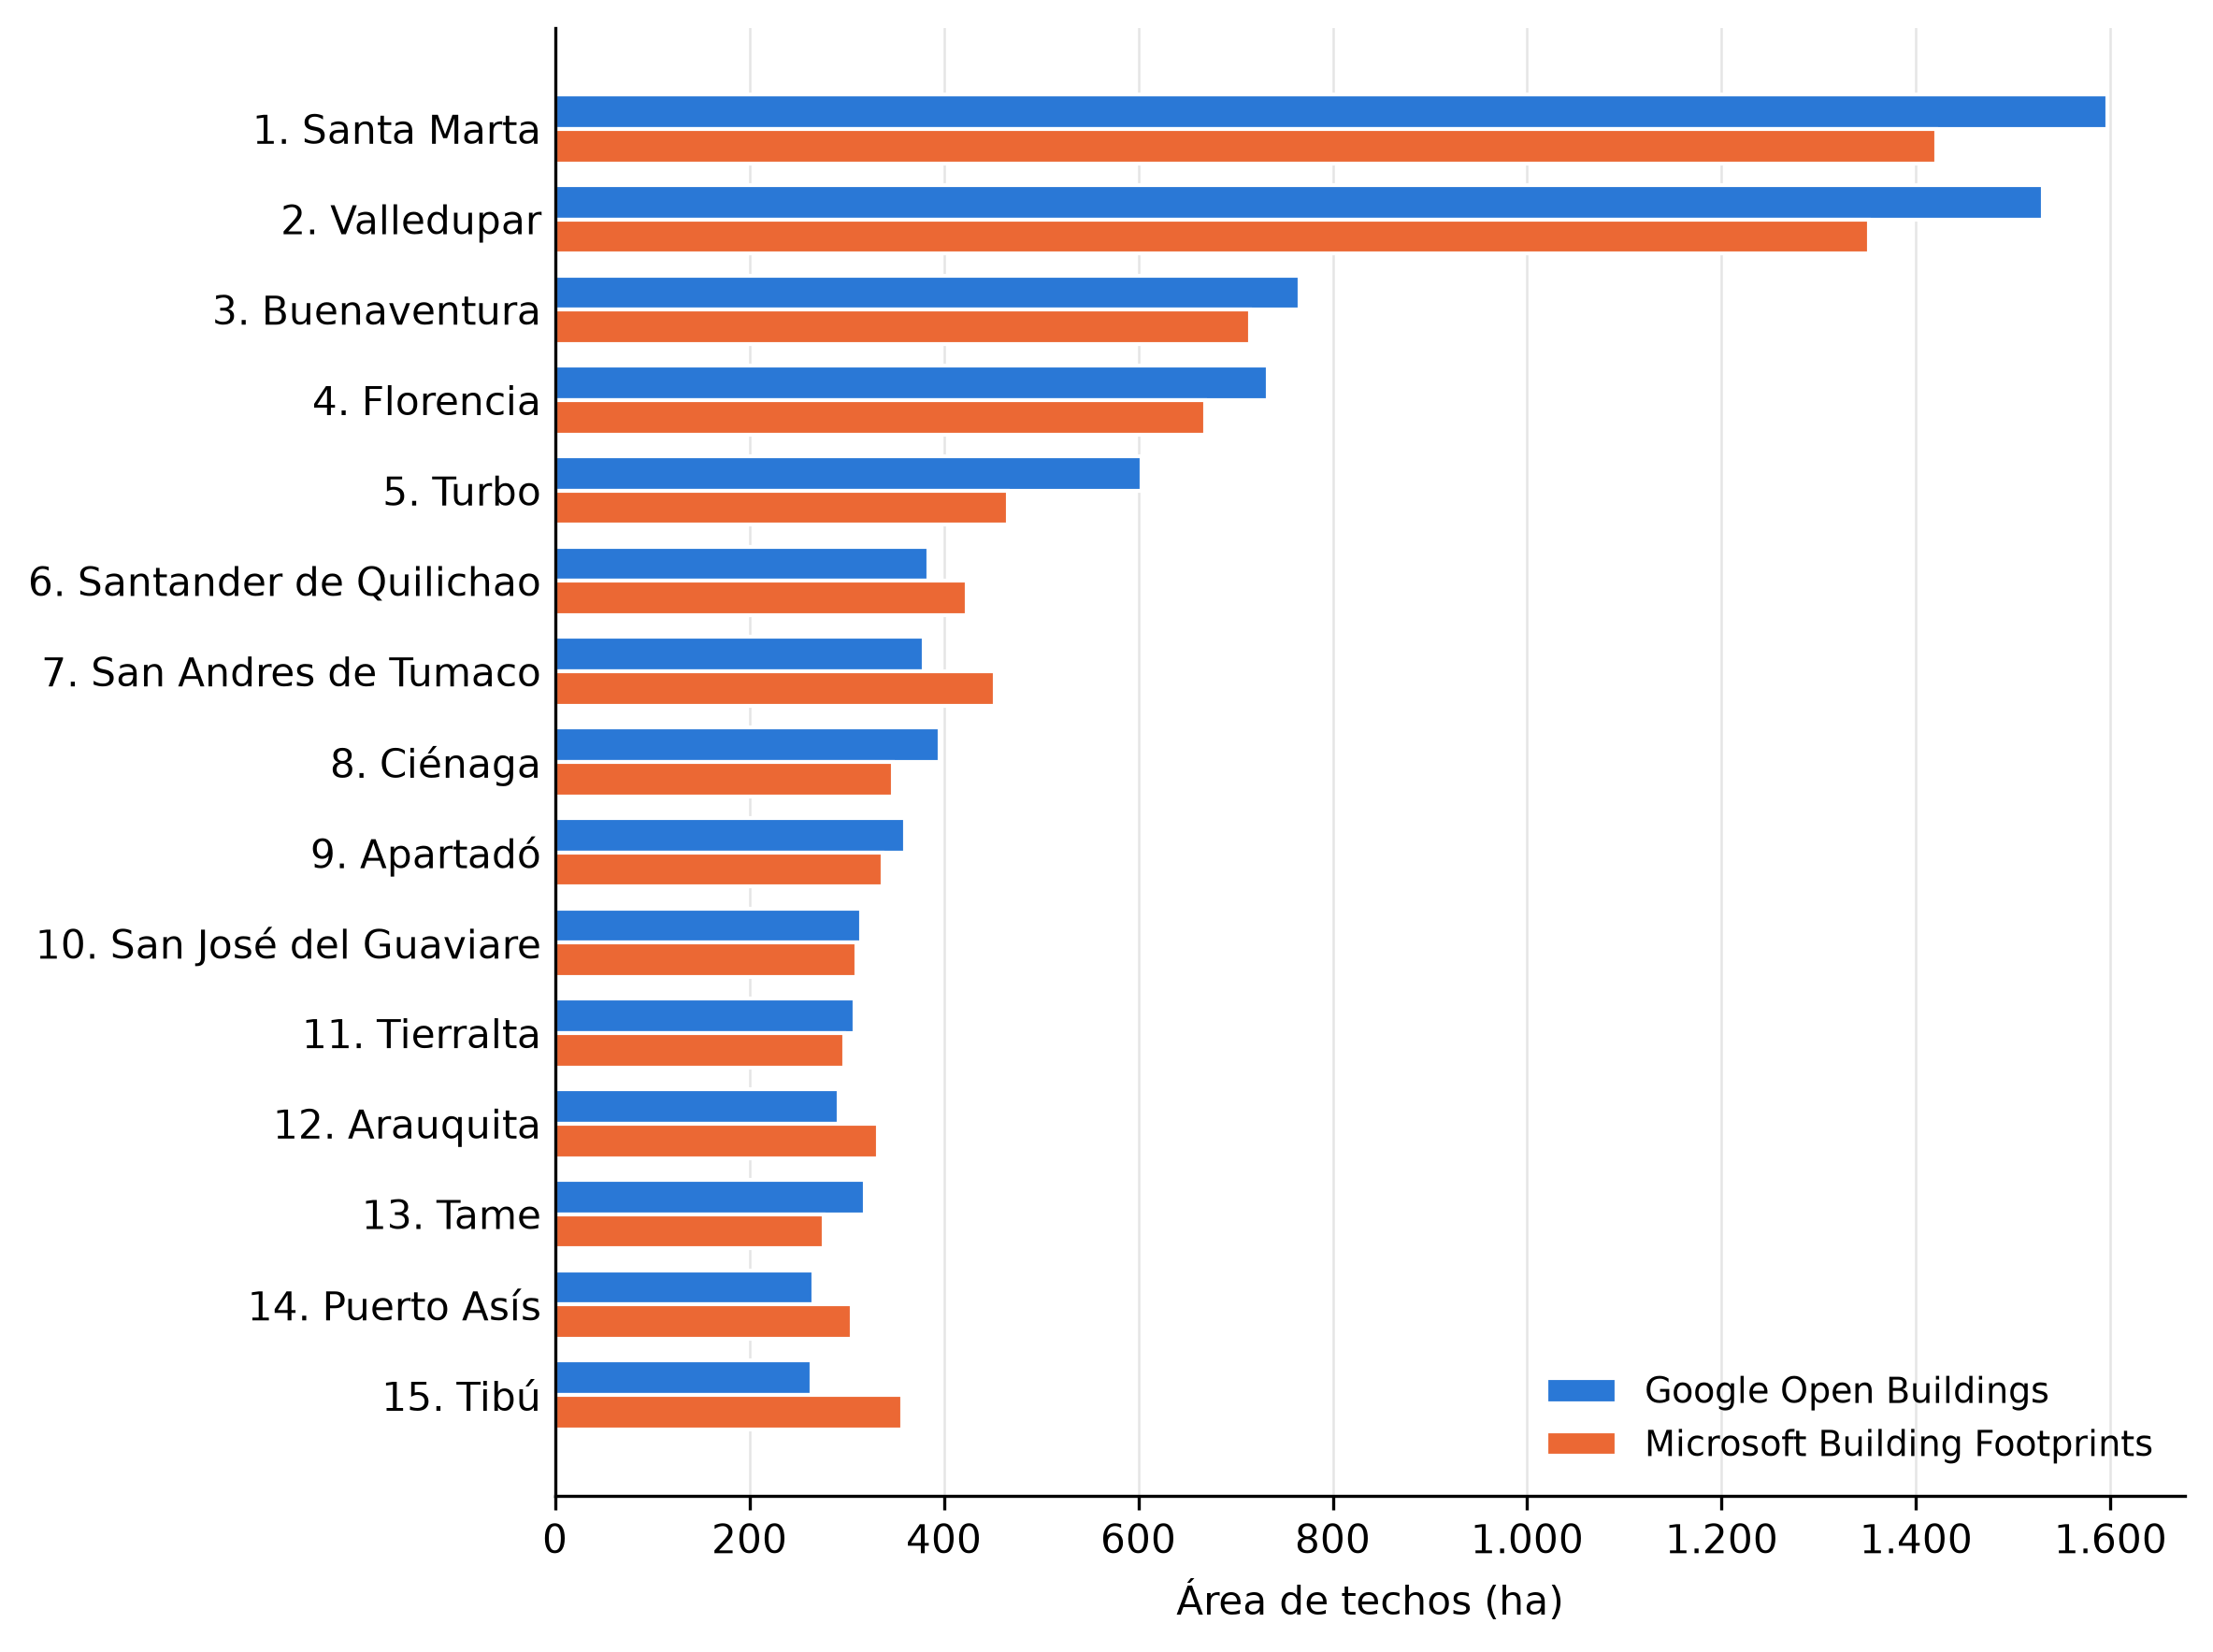 1. Santa Marta
2. Valledupar
3. Buenaventura
4. Florencia
5. Turbo
6. Santander de Quilichao
7. San Andres de Tumaco
8. Ciénaga
9. Apartadó
10. San José del Guaviare
11. Tierralta
12. Arauquita
13. Tame
14. Puerto Asís
15. Tibú
Google Open Buildings
Microsoft Building Footprints
0 200 400 600 800 1.000 1.200 1.400 1.600
Área de techos (ha)